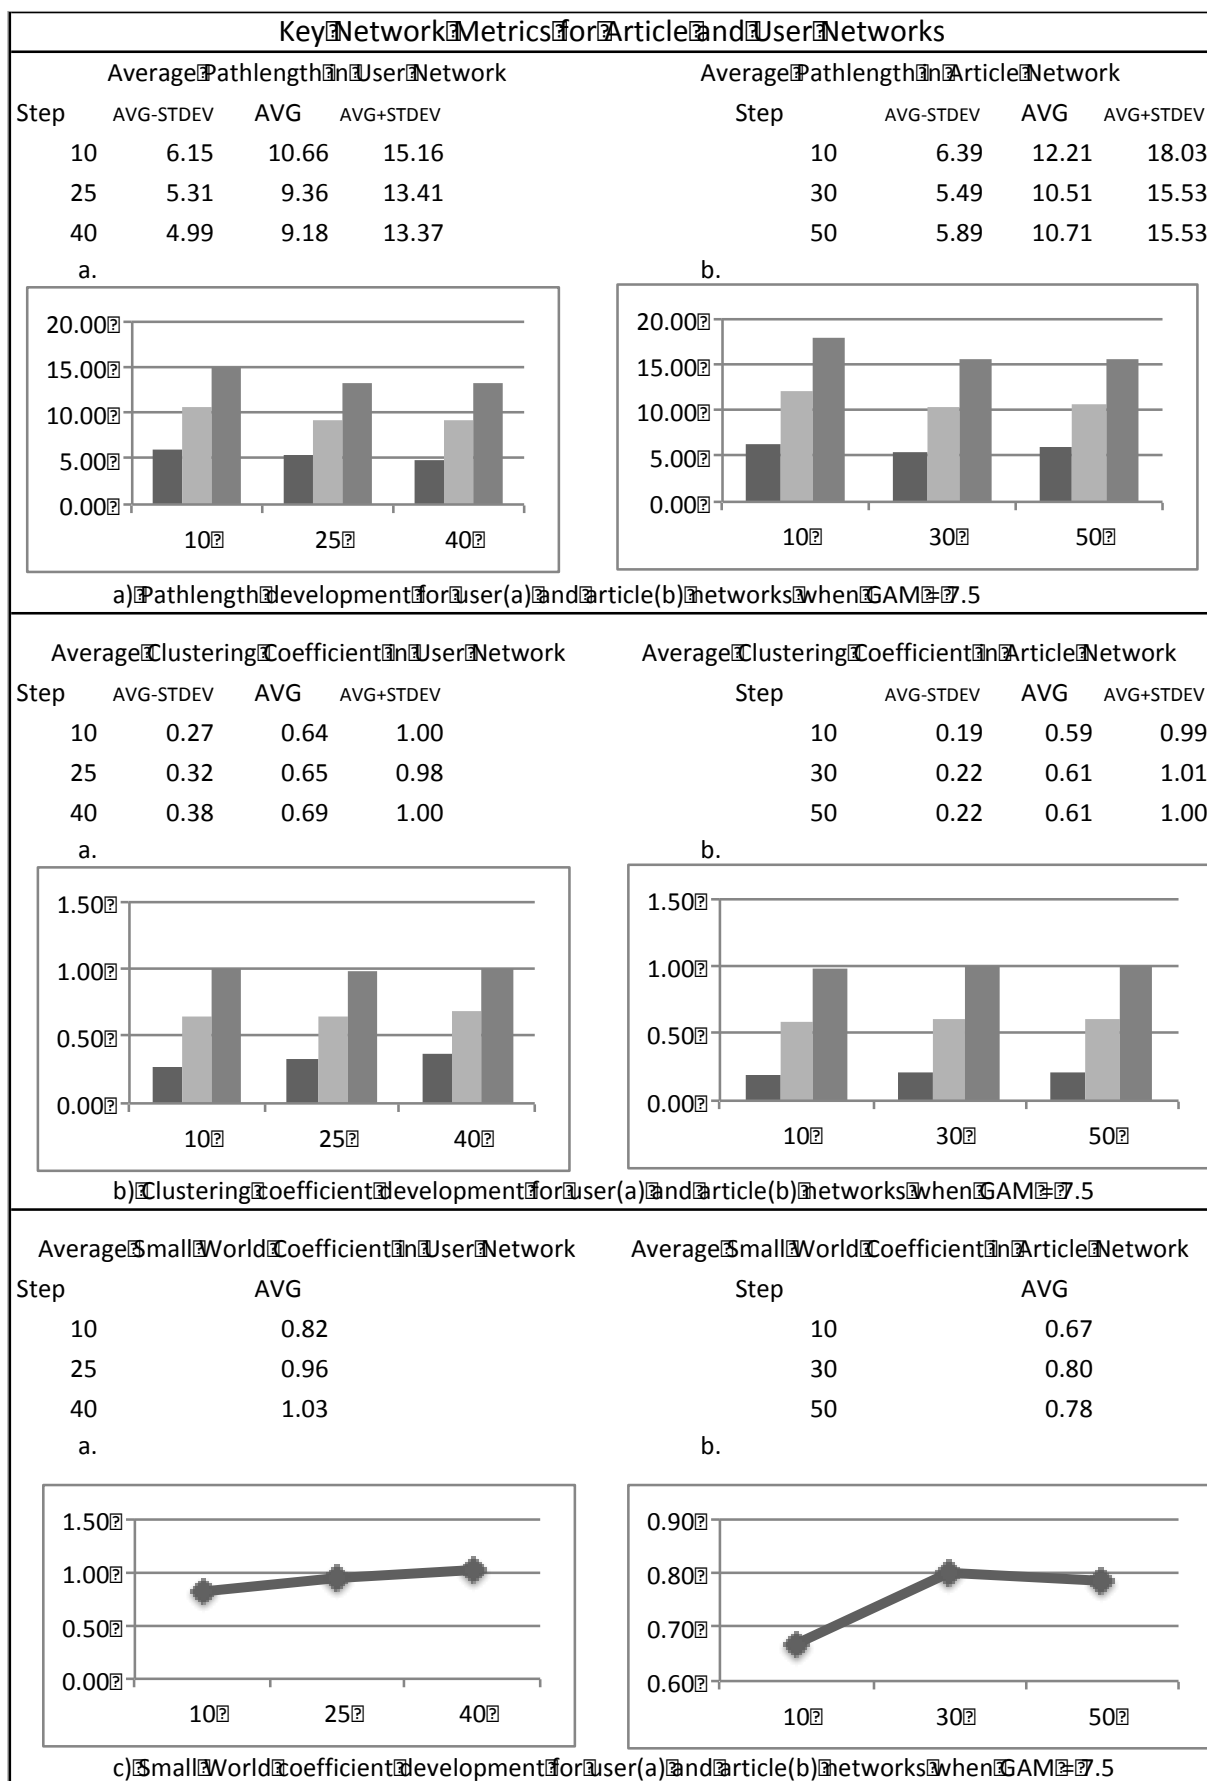 Key Network Metrics for Article and User Networks
Average Pathlength in User Network
Step AVG-STDEV AVG AVG+STDEV
10 6.15 10.66 15.16
25 5.31 9.36 13.41
40 4.99 9.18 13.37
a.
20.00
15.00
10.00
5.00
0.00
10 25 40
Average Pathlength in Article Network
Step AVG-STDEV AVG AVG+STDEV
10 6.39 12.21 18.03
30 5.49 10.51 15.53
50 5.89 10.71 15.53
b.
20.00
15.00
10.00
5.00
0.00
10 30 50
a) Pathlength development for user(a) and article(b) networks when GAM = 7.5
Average Clustering Coefficient in User Network
Step AVG-STDEV AVG AVG+STDEV
10 0.27 0.64 1.00
25 0.32 0.65 0.98
40 0.38 0.69 1.00
a.
1.50
1.00
0.50
0.00
10 25 40
Average Clustering Coefficient in Article Network
Step AVG-STDEV AVG AVG+STDEV
10 0.19 0.59 0.99
30 0.22 0.61 1.01
50 0.22 0.61 1.00
b.
1.50
1.00
0.50
0.00
10 30 50
b) Clustering coefficient development for user(a) and article(b) networks when GAM = 7.5
Average Small World Coefficient in User Network
Step AVG
10 0.82
25 0.96
40 1.03
a.
1.50
1.00
0.50
0.00
10 25 40
Average Small World Coefficient in Article Network
Step AVG
10 0.67
30 0.80
50 0.78
b.
0.90
0.80
0.70
0.60
10 30 50
c) Small World coefficient development for user(a) and article(b) networks when GAM = 7.5